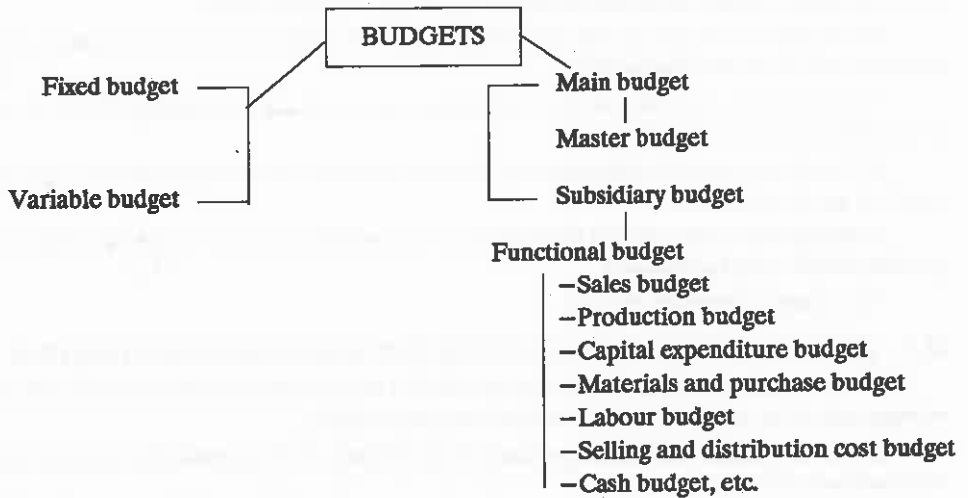 BUDGETS
Fixed budget
Variable budget
Main budget
Master budget
Subsidiary budget
Functional budget
–Sales budget
–Production budget
–Capital expenditure budget
–Materials and purchase budget
–Labour budget
–Selling and distribution cost budget
–Cash budget, etc.